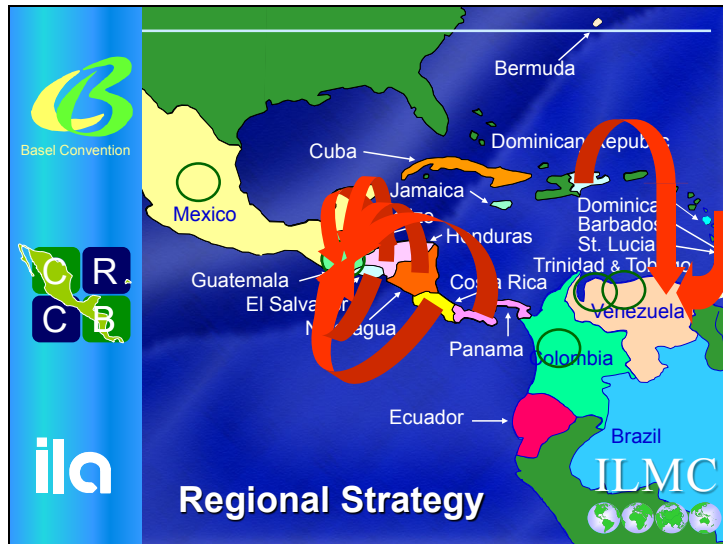 Bermuda
Basel Convention
Cuba
Dominican Republic
Jamaica
Mexico
Dominica
Barbados
St. Lucia
Trinidad & Tobago
Honduras
Guatemala
El Salvador
Costa Rica
Nicaragua
Venezuela
Panama
Colombia
C R
C B
Ecuador
Brazil
ila
ILMC
Regional Strategy